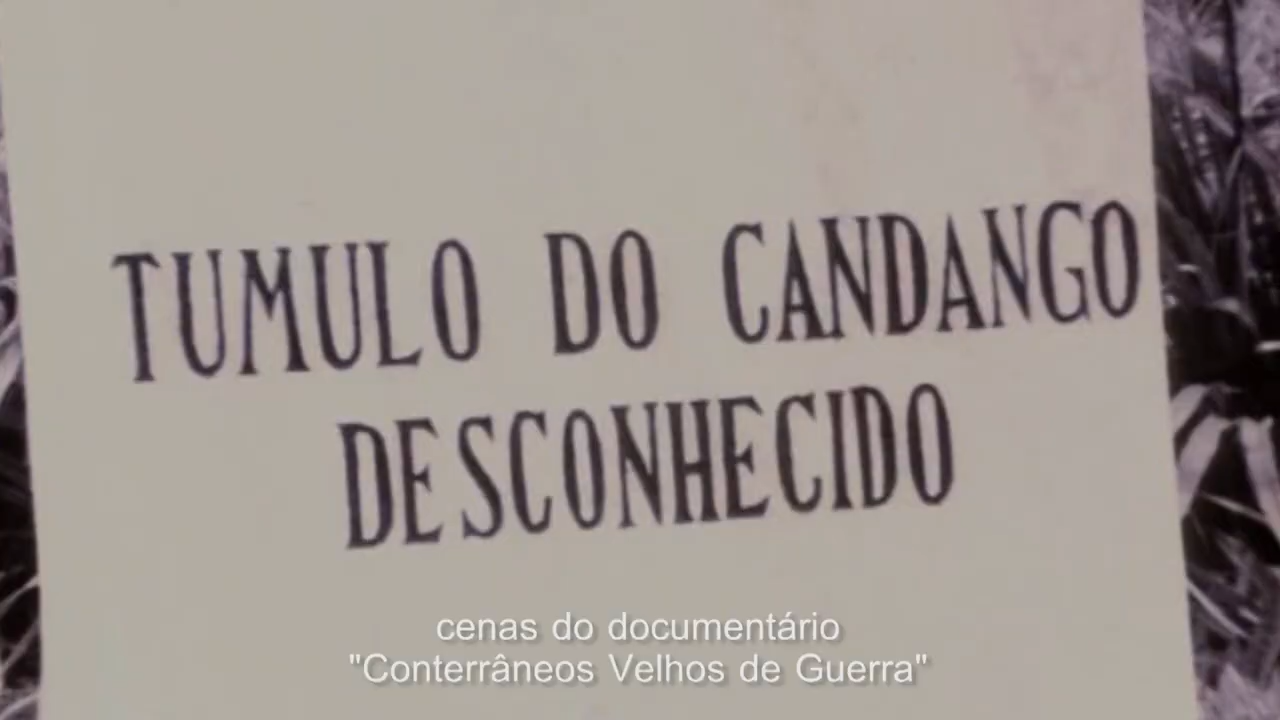 TUMULO DO CANDANGO
DESCONHECIDO
cenas do documentário
"Conterrâneos Velhos de Guerra"